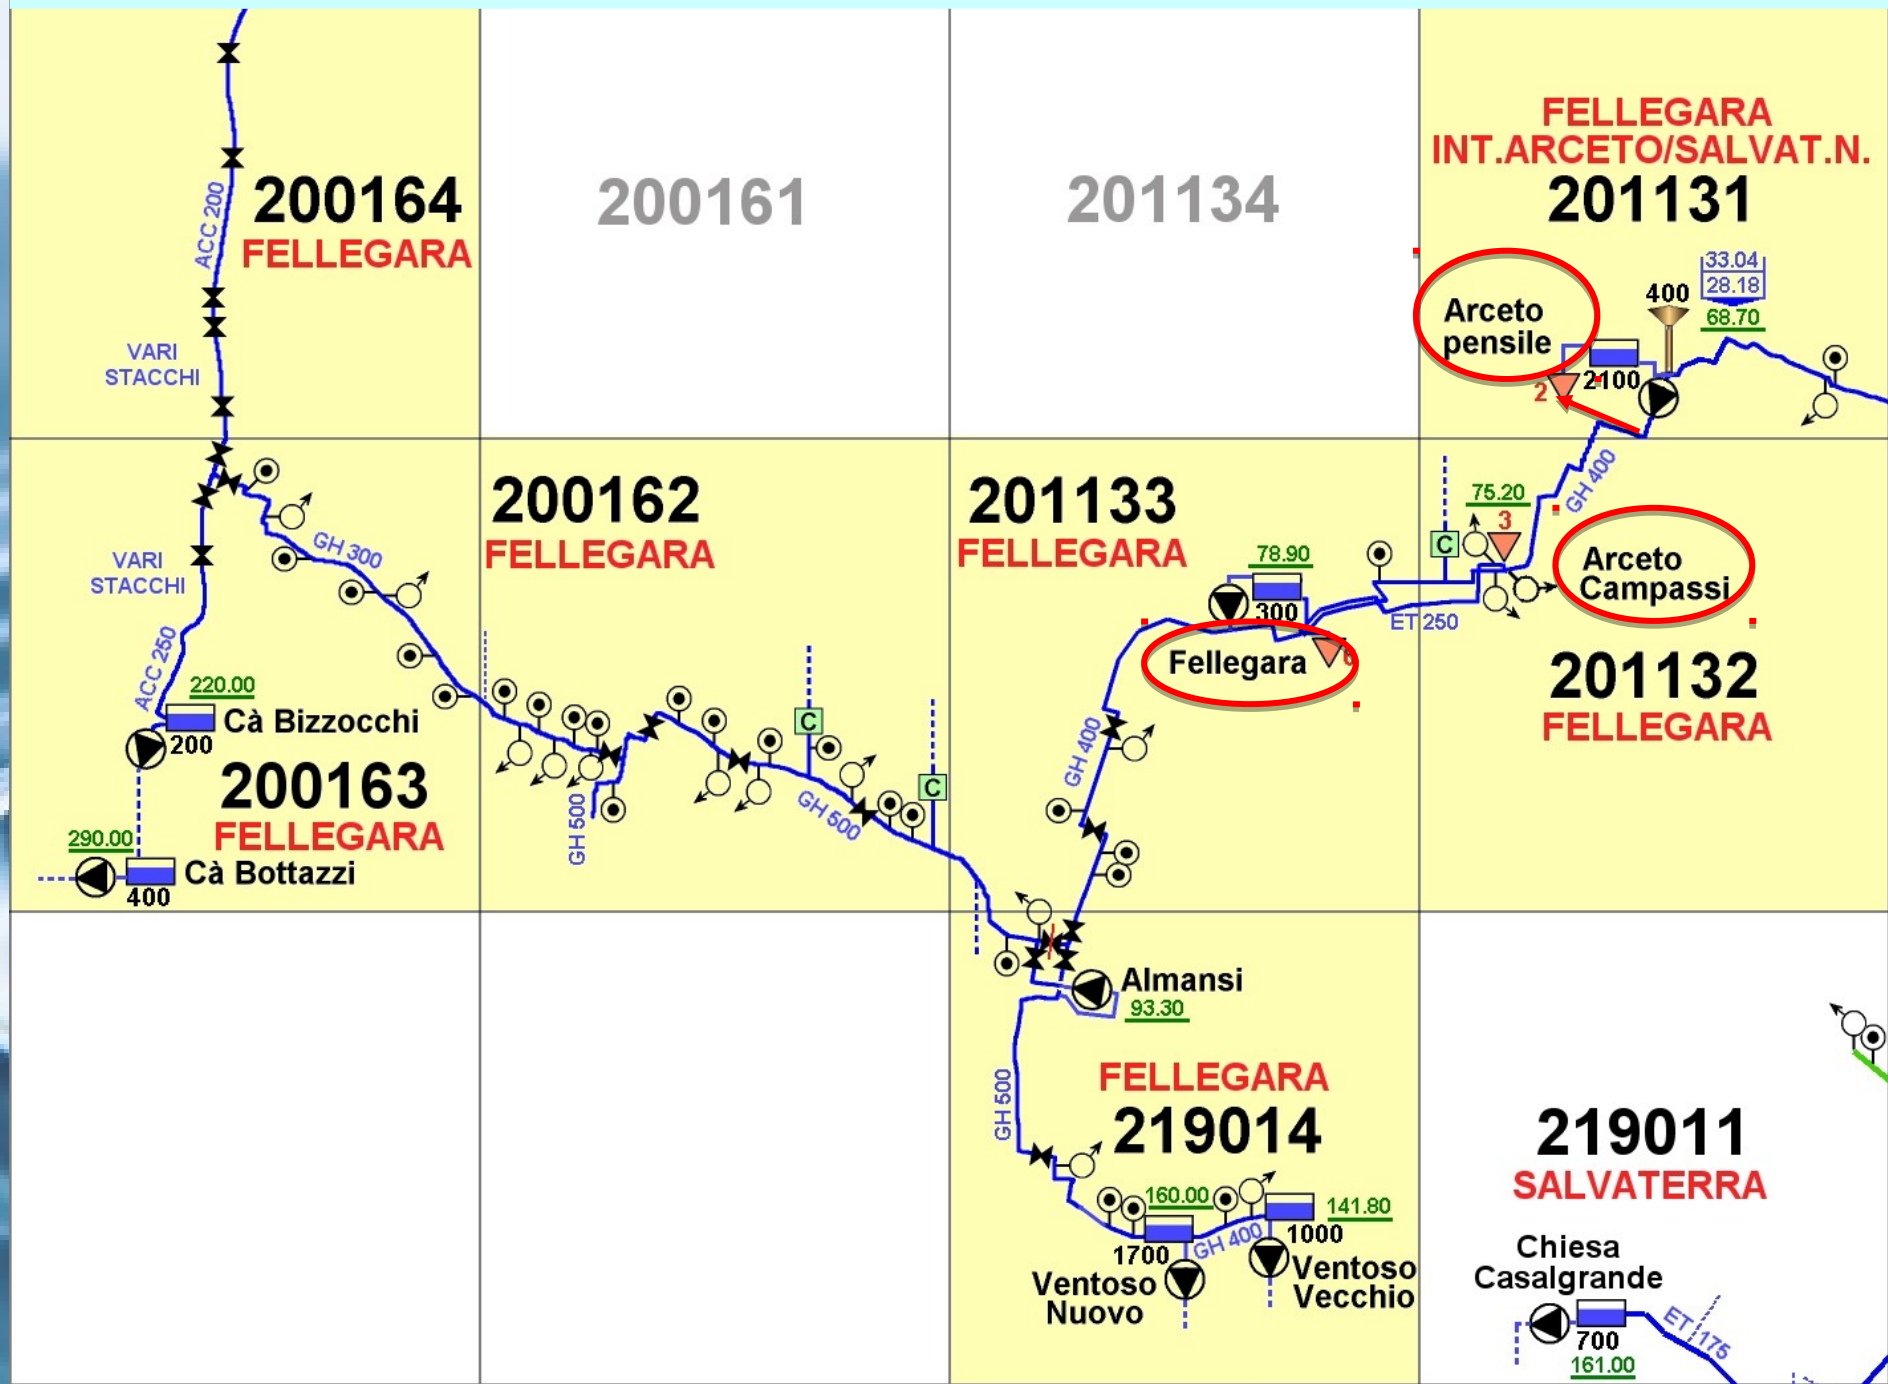 FELLEGARA
INT.ARCETO/SALVAT.N.
201131
200164
FELLEGARA
200161
201134
ACC 200
VARI
STACCHI
Arceto
pensile
400
33.04
28.18
68.70
2100
2
GH 400
200162
FELLEGARA
201133
FELLEGARA
75.20
3
C
Arceto
Campassi
78.90
300
ET 250
Fellegara
6
201132
FELLEGARA
GH 300
VARI
STACCHI
ACC 250
220.00
Cà Bizzocchi
200
200163
FELLEGARA
290.00
Cà Bottazzi
400
C
C
GH 500
GH 500
GH 400
Almansi
93.30
FELLEGARA
219014
GH 500
160.00
141.80
1700
GH 400
1000
Ventoso
Nuovo
Ventoso
Vecchio
219011
SALVATERRA
Chiesa
Casalgrande
700
161.00
ET 175